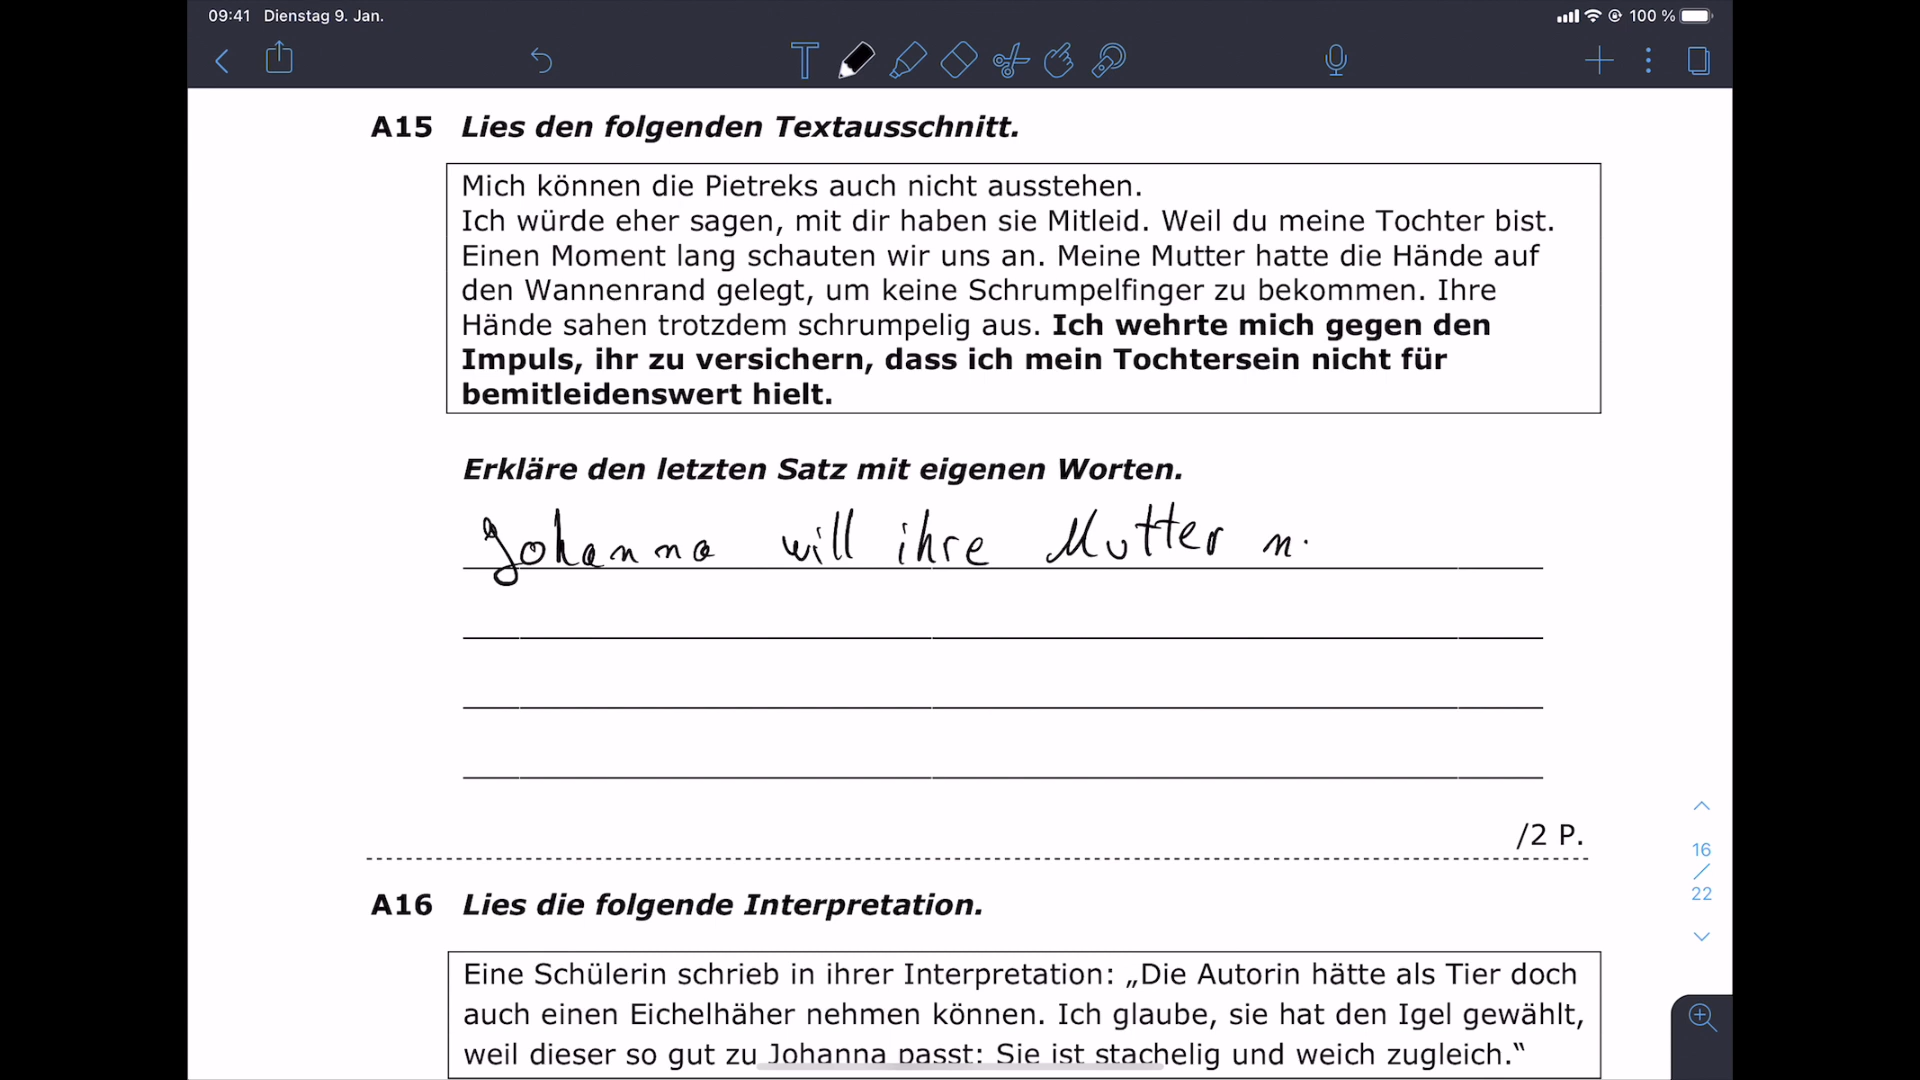 09:41 Dienstag 9. Jan. 100 %
A15 Lies den folgenden Textausschnitt.
Mich können die Pietreks auch nicht ausstehen.
Ich würde eher sagen, mit dir haben sie Mitleid. Weil du meine Tochter bist.
Einen Moment lang schauten wir uns an. Meine Mutter hatte die Hände auf
den Wannenrand gelegt, um keine Schrumpelfinger zu bekommen. Ihre
Hände sahen trotzdem schrumpelig aus. Ich wehrte mich gegen den
Impuls, ihr zu versichern, dass ich mein Tochtersein nicht für
bemitleidenswert hielt.
Erkläre den letzten Satz mit eigenen Worten.
Johanna will ihre Mutter n.
/2 P.
16
/
22
A16 Lies die folgende Interpretation.
Eine Schülerin schrieb in ihrer Interpretation: „Die Autorin hätte als Tier doch
auch einen Eichelhäher nehmen können. Ich glaube, sie hat den Igel gewählt,
weil dieser so gut zu Johanna passt: Sie ist stachelig und weich zugleich.“